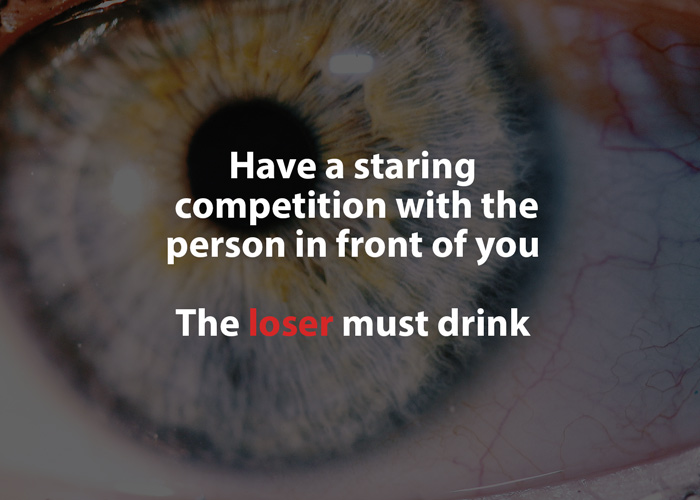 Have a staring
competition with the
person in front of you
The loser must drink